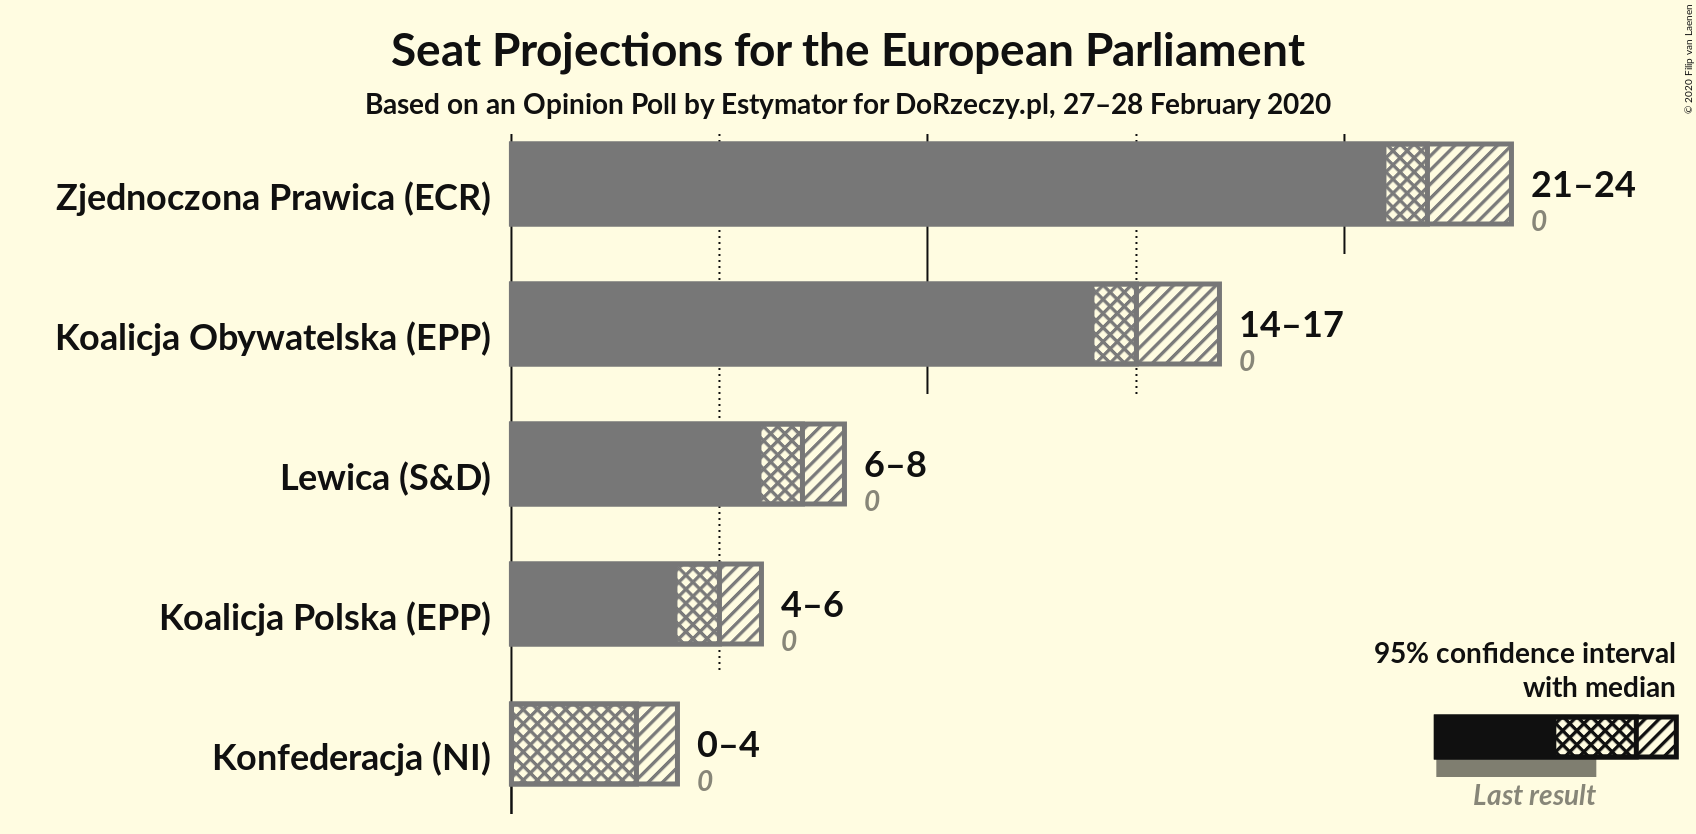 Seat Projections for the European Parliament
Based on an Opinion Poll by Estymator for DoRzeczy.pl, 27–28 February 2020
© 2020 Filip van Laenen
Zjednoczona Prawica (ECR)
21–24
0
Koalicja Obywatelska (EPP)
14–17
0
Lewica (S&D)
6–8
0
Koalicja Polska (EPP)
4–6
0
Konfederacja (NI)
0–4
0
95% confidence interval
with median
Last result